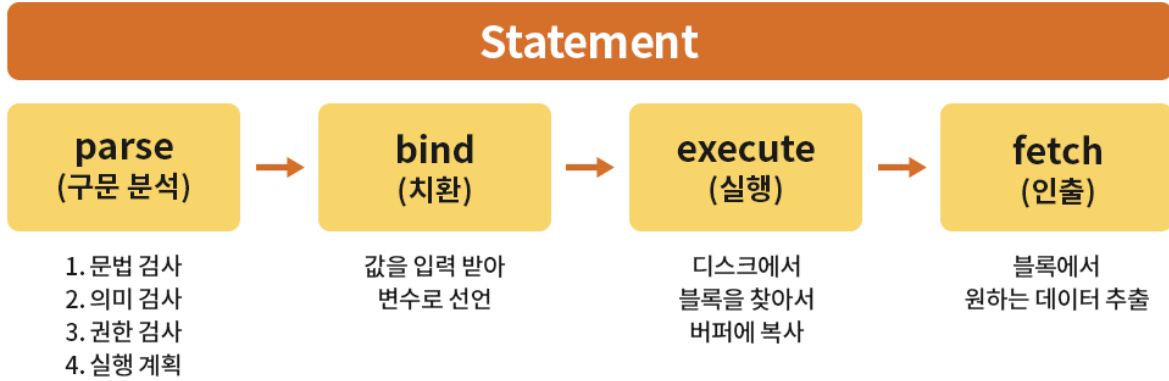 Statement
parse
(구문 분석)
bind
(치환)
execute
(실행)
fetch
(인출)
1. 문법 검사
2. 의미 검사
3. 권한 검사
4. 실행 계획
값을 입력 받아
변수로 선언
디스크에서
블록을 찾아서
버퍼에 복사
블록에서
원하는 데이터 추출